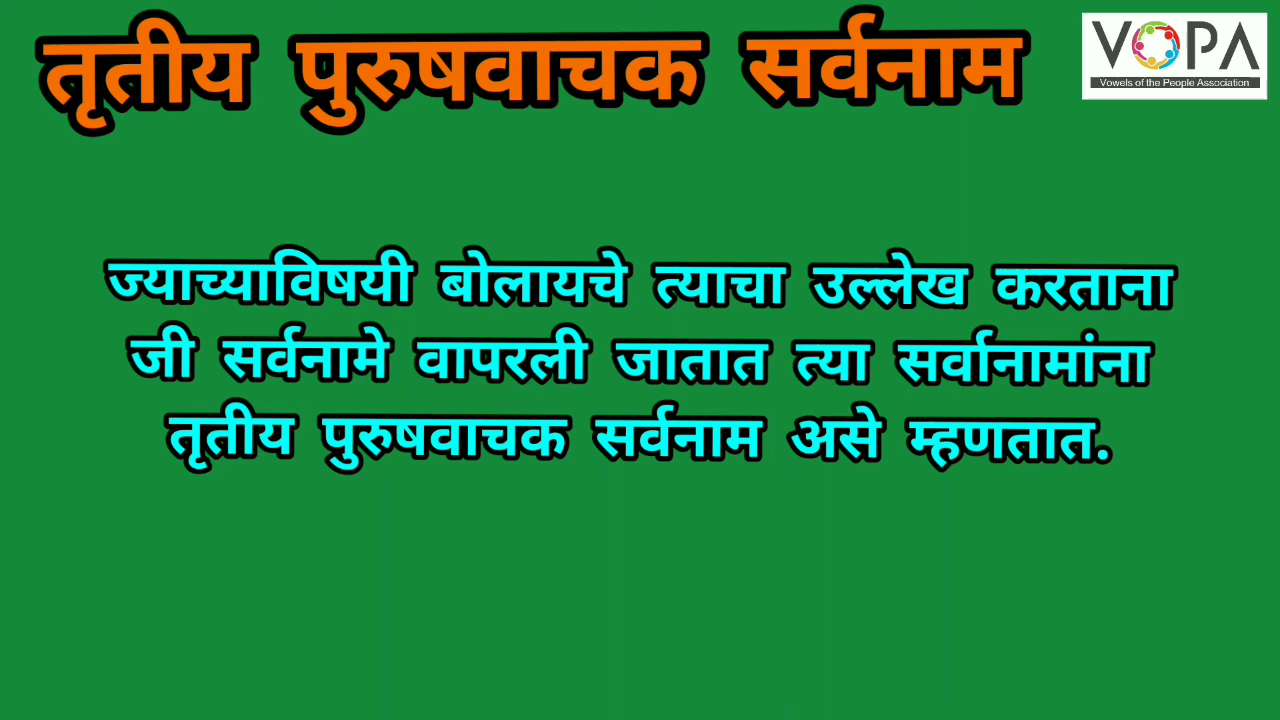 तृतीय पुरुषवाचक सर्वनाम
VOPA
Vowels of the People Association
ज्याच्याविषयी बोलायचे त्याचा उल्लेख करताना
जी सर्वनामे वापरली जातात त्या सर्वानामांना
तृतीय पुरुषवाचक सर्वनाम असे म्हणतात.